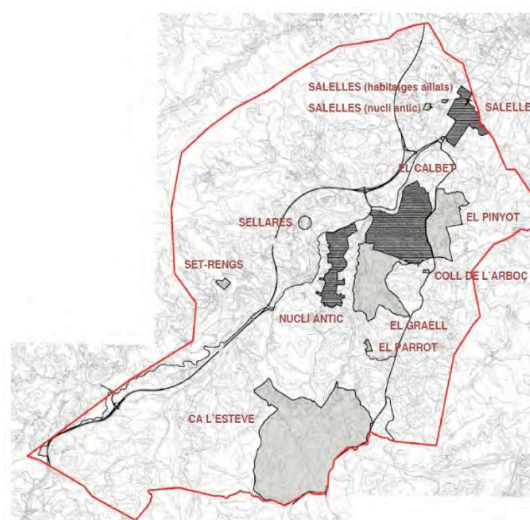 SALELLES (habitatges aïllats)
SALELLES (nucli antic)
SALELLE
EL CALBET
EL PINYOT
SELLARES
SET-RENGS
COLL DE L'ARBOÇ
NUCLI ANTIC
EL GRAELL
EL PARROT
CA L'ESTEVE